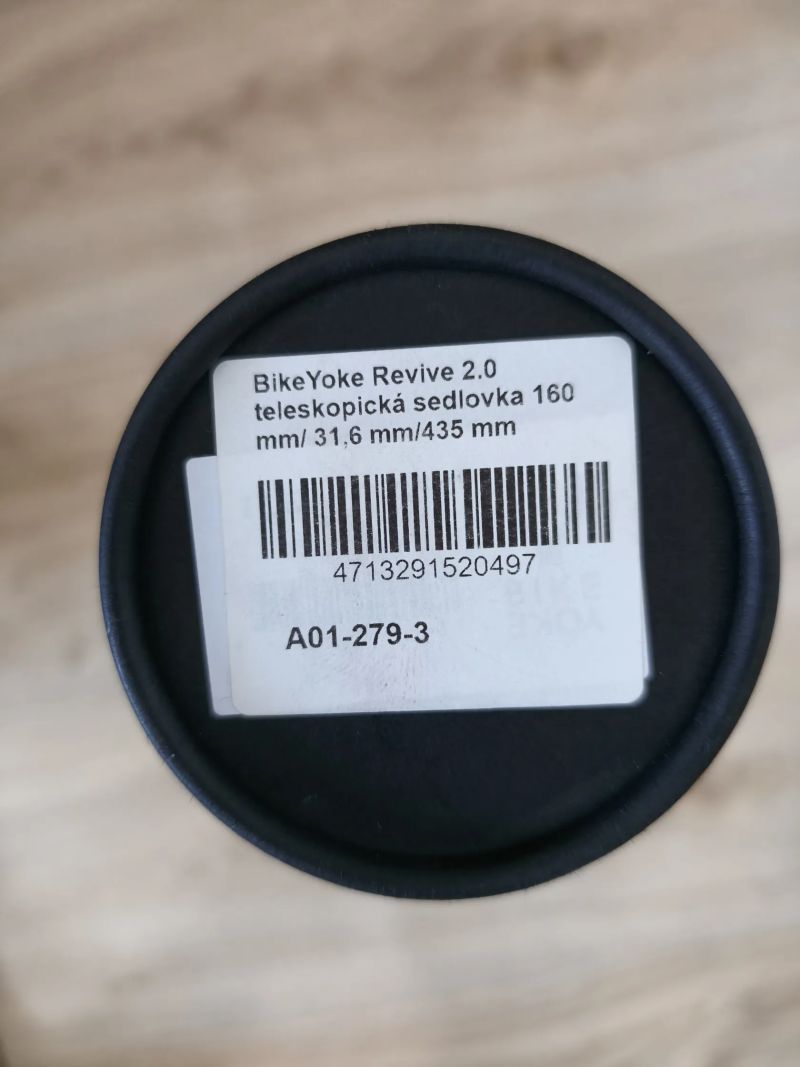 BikeYoke Revive 2.0
teleskopická sedlovka 160
mm/ 31,6 mm/435 mm
4713291520497
A01-279-3